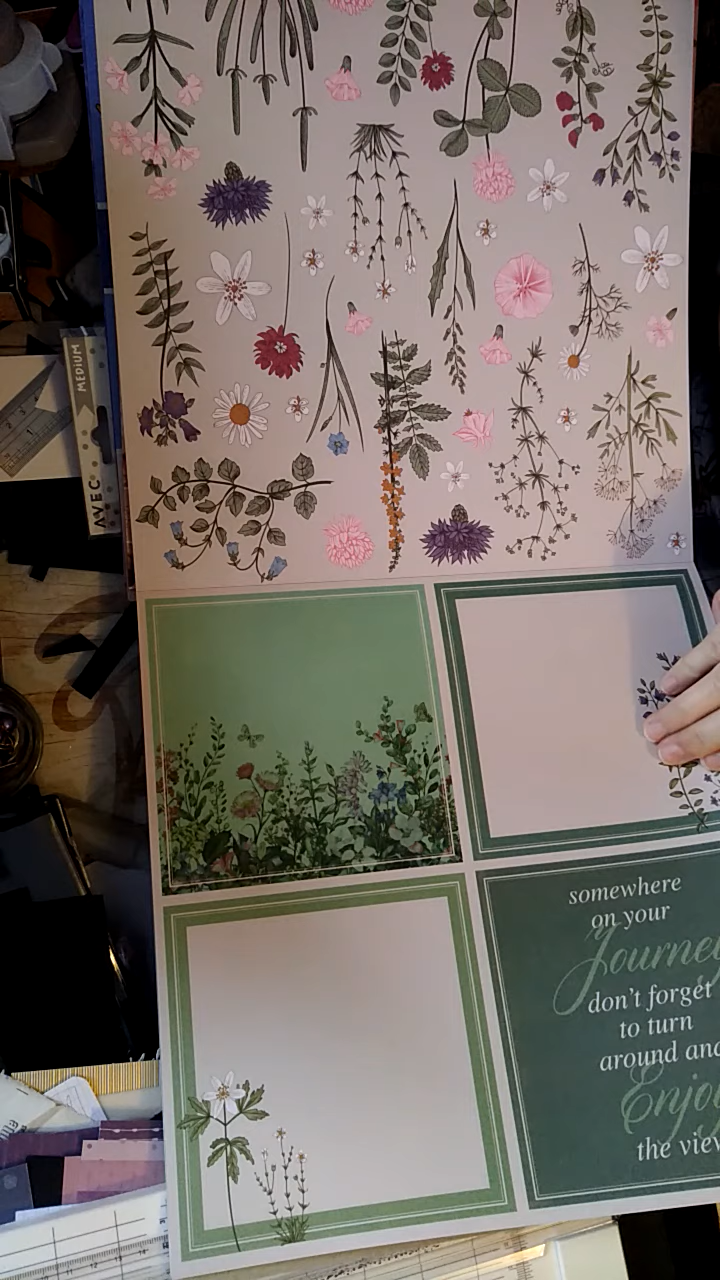 MEDIUM
AVEC
somewhere
on your
Journey
don't forget
to turn
around and
Enjoy
the view